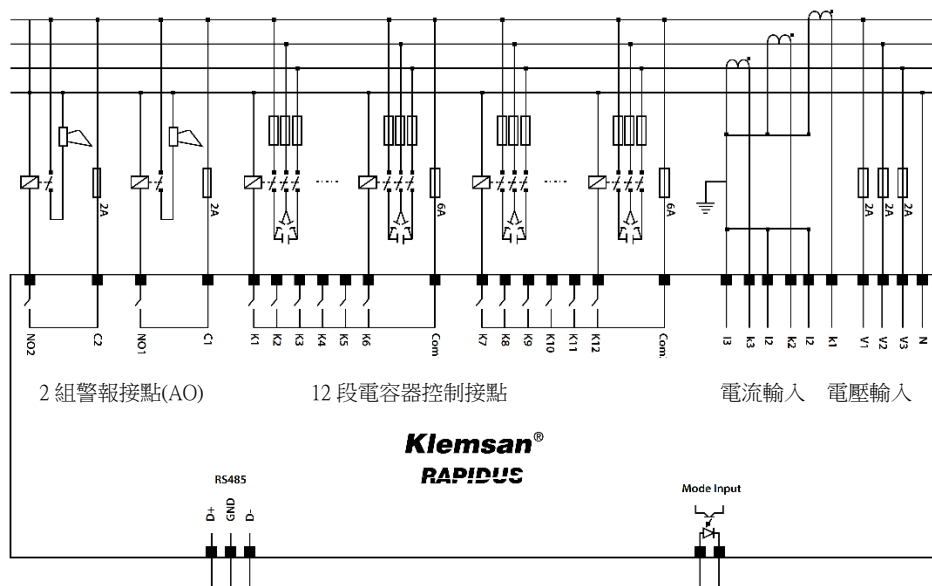 2A
2A
6A
6A
2A
2A
2A
NO2
C2
NO1
C1
K1
K2
K3
K4
K5
K6
Com
K7
K8
K9
K10
K11
K12
Com
l3
k3
l2
k2
l2
k1
V1
V2
V3
N
2 組警報接點(AO)
12 段電容器控制接點
電流輸入
電壓輸入
Klemsan®
RAPIDUS
RS485
D+
GND
D-
Mode Input